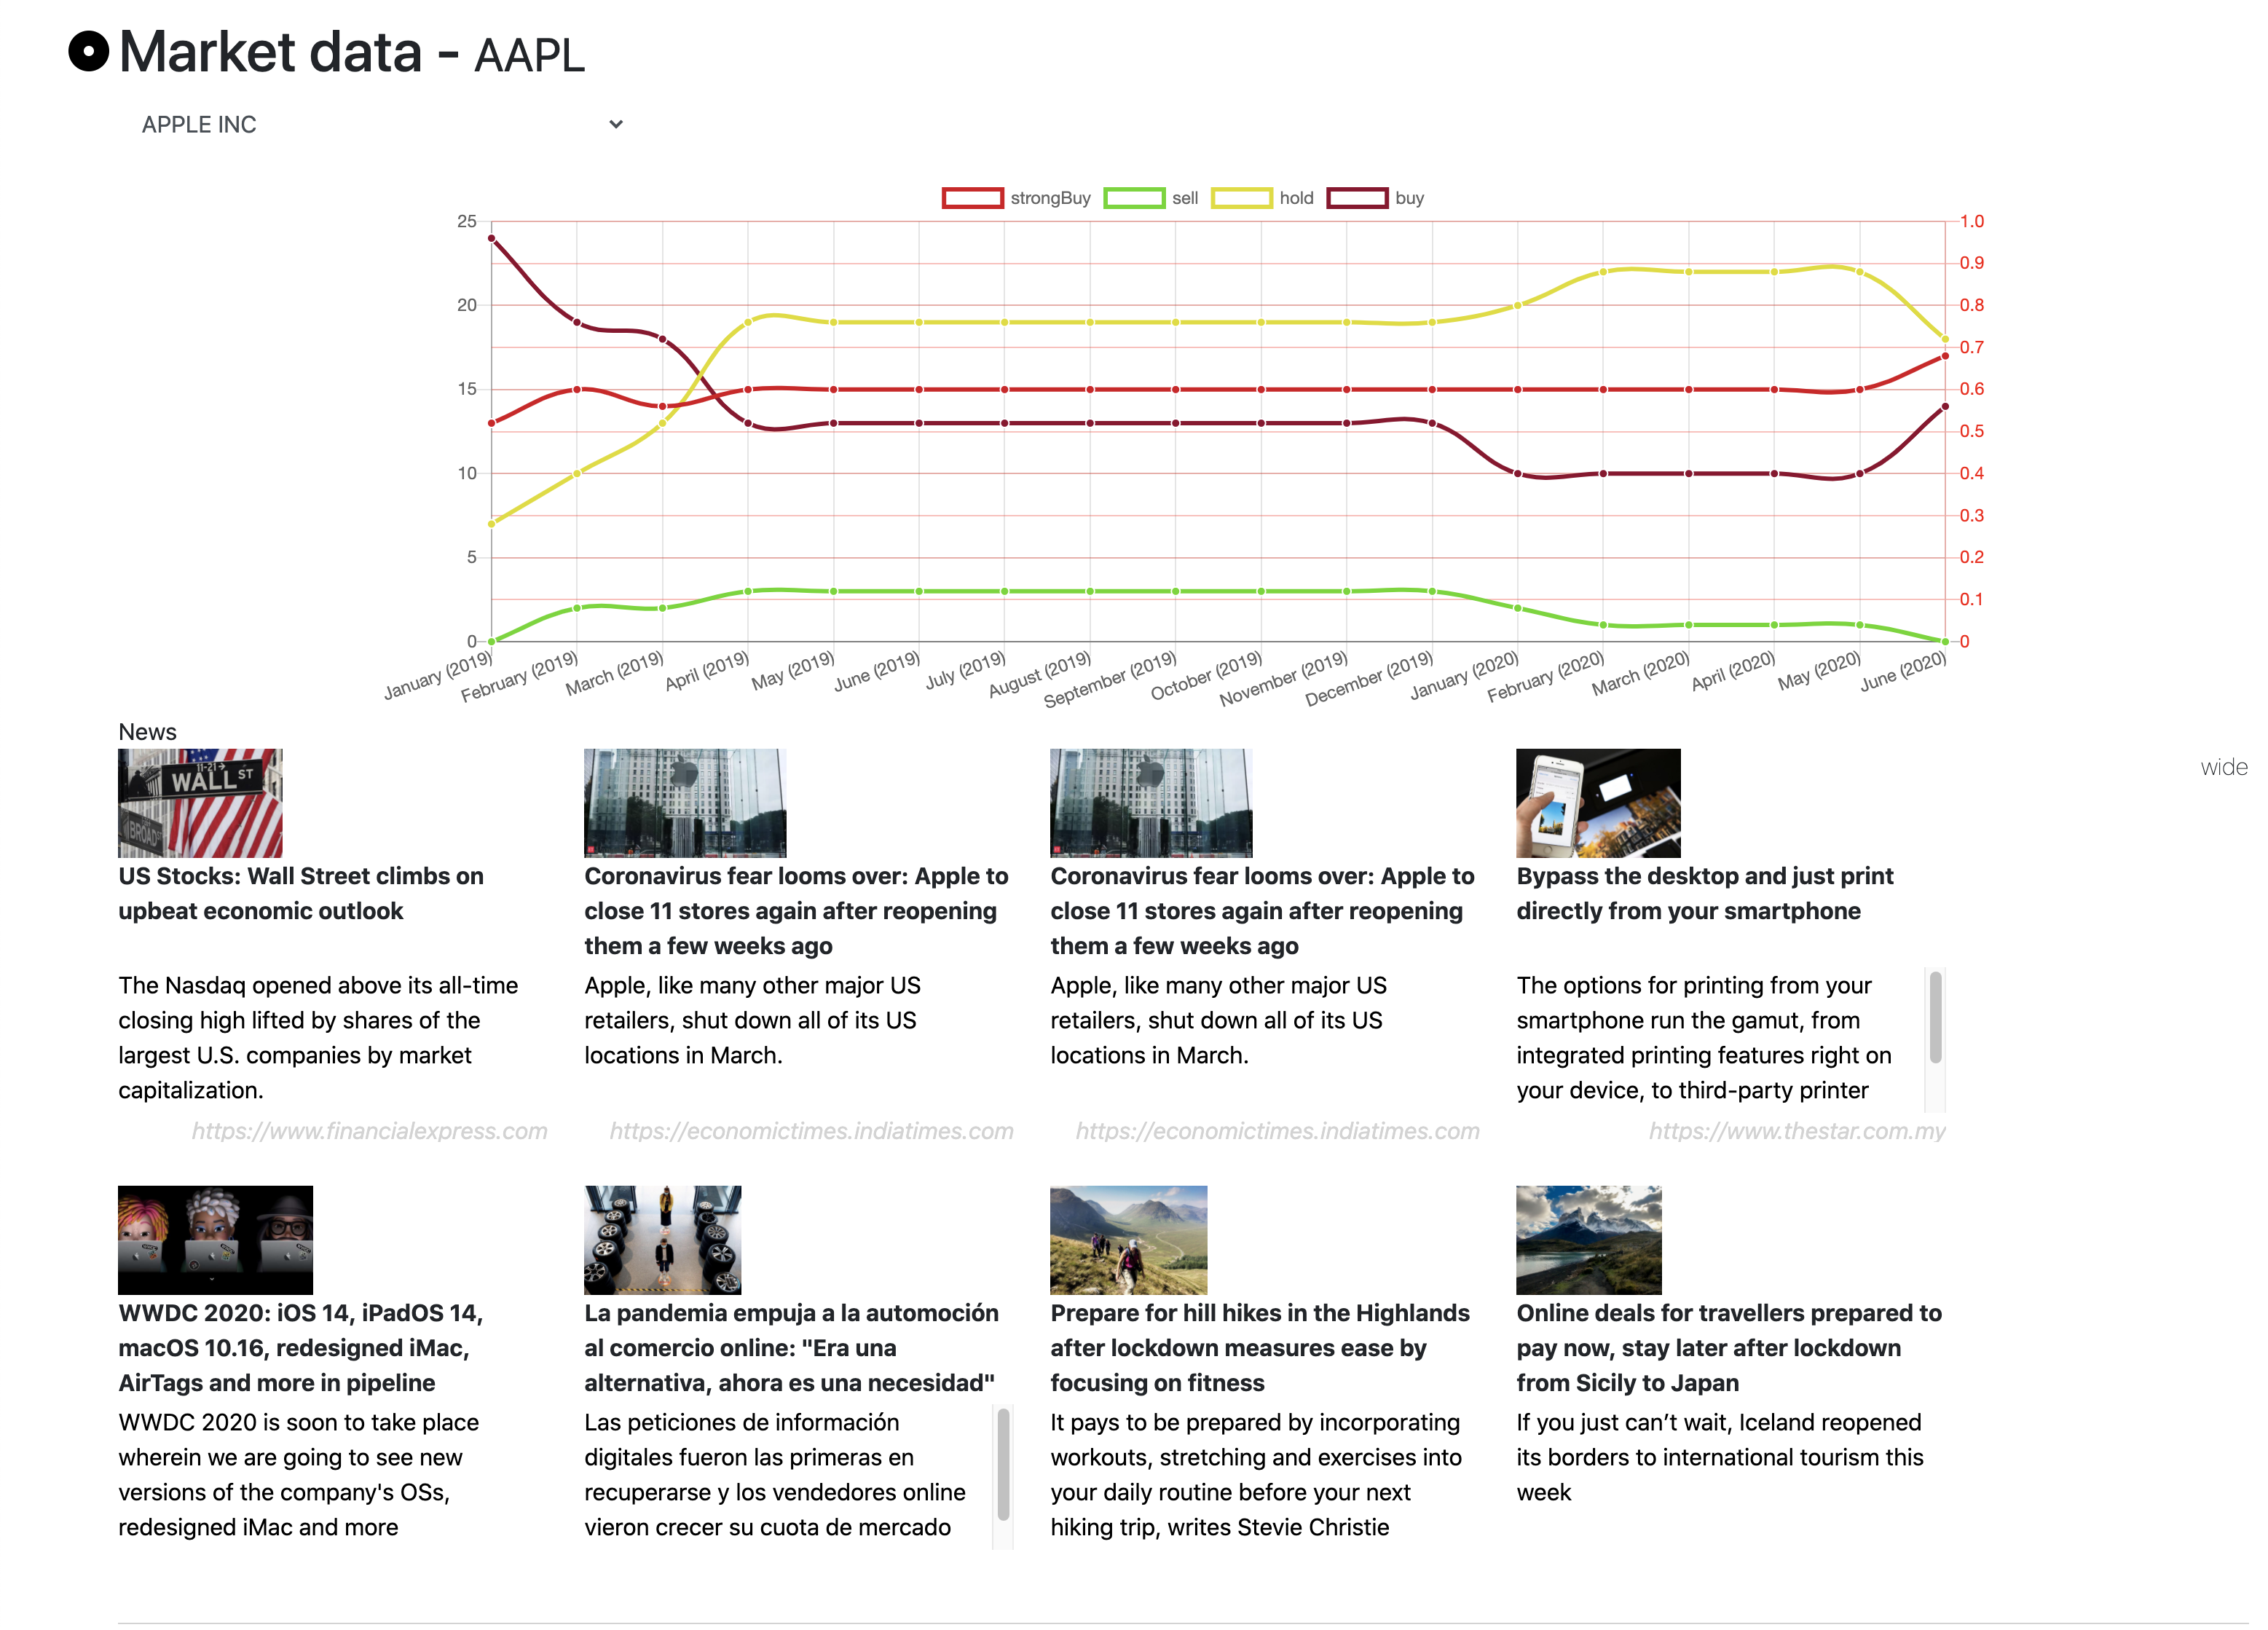 Market data - AAPL
APPLE INC
strongBuy sell hold buy
25 1.0
0.9
20 0.8
0.7
15 0.6
0.5
10 0.4
0.3
5 0.2
0.1
0 0
January (2019) February (2019) March (2019) April (2019) May (2019) June (2019) July (2019) August (2019) September (2019) October (2019) November (2019) December (2019) January (2020) February (2020) March (2020) April (2020) May (2020) June (2020)
News
wide
11-21
WALL ST
BROAD
US Stocks: Wall Street climbs on
upbeat economic outlook
The Nasdaq opened above its all-time
closing high lifted by shares of the
largest U.S. companies by market
capitalization.
https://www.financialexpress.com
Coronavirus fear looms over: Apple to
close 11 stores again after reopening
them a few weeks ago
Apple, like many other major US
retailers, shut down all of its US
locations in March.
https://economictimes.indiatimes.com
Coronavirus fear looms over: Apple to
close 11 stores again after reopening
them a few weeks ago
Apple, like many other major US
retailers, shut down all of its US
locations in March.
https://economictimes.indiatimes.com
Bypass the desktop and just print
directly from your smartphone
The options for printing from your
smartphone run the gamut, from
integrated printing features right on
your device, to third-party printer
https://www.thestar.com.my
WWDC 2020: iOS 14, iPadOS 14,
macOS 10.16, redesigned iMac,
AirTags and more in pipeline
WWDC 2020 is soon to take place
wherein we are going to see new
versions of the company's OSs,
redesigned iMac and more
La pandemia empuja a la automoción
al comercio online: "Era una
alternativa, ahora es una necesidad"
Las peticiones de información
digitales fueron las primeras en
recuperarse y los vendedores online
vieron crecer su cuota de mercado
Prepare for hill hikes in the Highlands
after lockdown measures ease by
focusing on fitness
It pays to be prepared by incorporating
workouts, stretching and exercises into
your daily routine before your next
hiking trip, writes Stevie Christie
Online deals for travellers prepared to
pay now, stay later after lockdown
from Sicily to Japan
If you just can’t wait, Iceland reopened
its borders to international tourism this
week